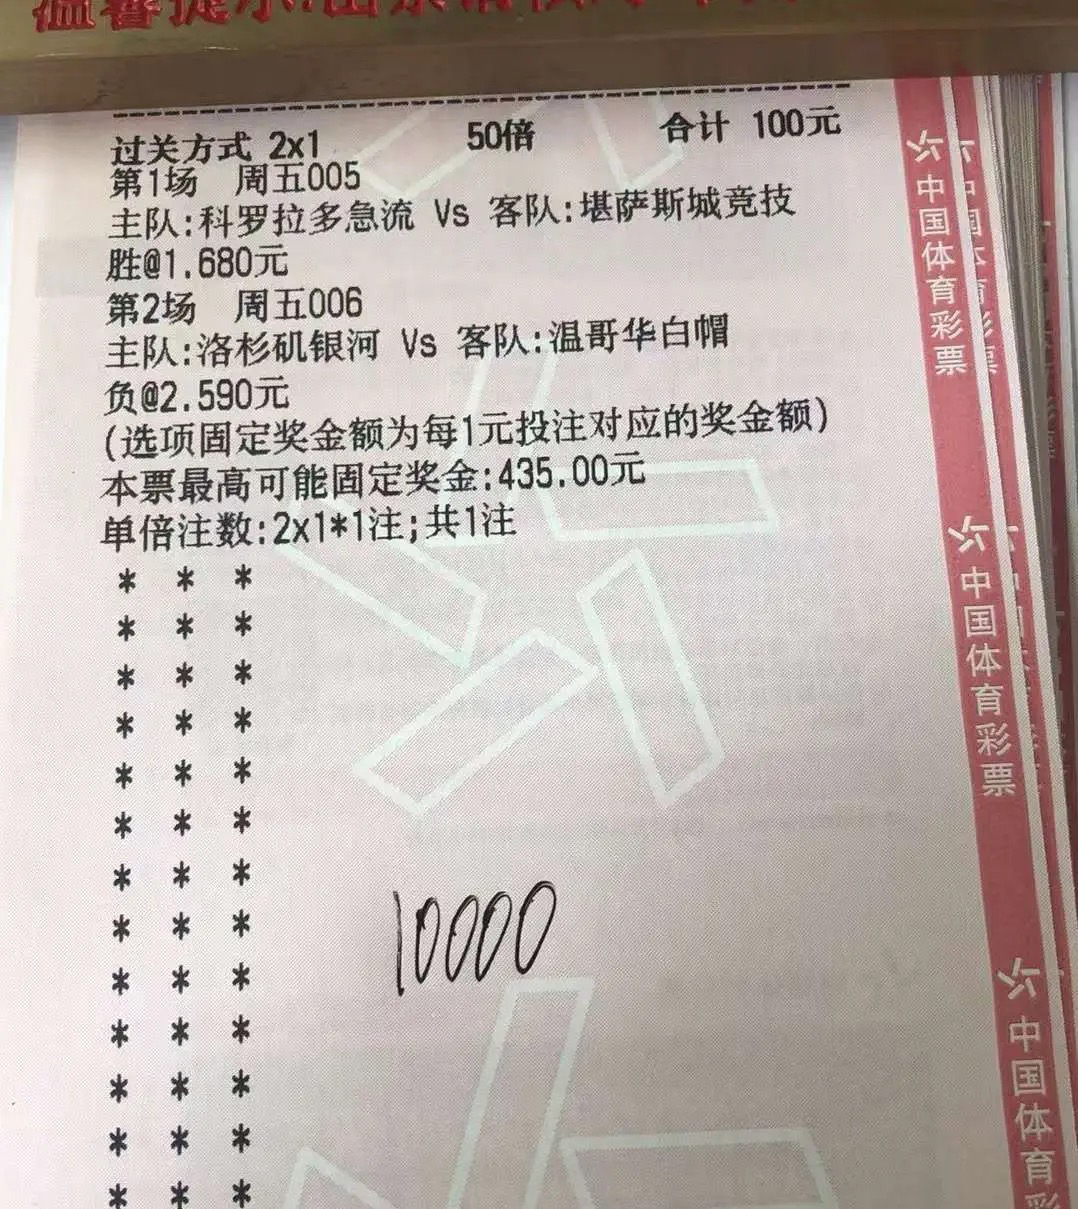 温馨提示
过关方式 2x1 50倍 合计 100元
第1场 周五005
主队:科罗拉多急流 Vs 客队:堪萨斯城竞技
胜@1.680元
第2场 周五006
主队:洛杉矶银河 Vs 客队:温哥华白帽
负@2.590元
(选项固定奖金额为每1元投注对应的奖金额)
本票最高可能固定奖金:435.00元
单倍注数:2x1*1注;共1注
* * *
* * *
* * *
* * *
* * *
* * *
* * *
* * *
* * *
* * *
* * *
* * *
* * *
10000
中国体育彩票
中国体育彩票
中国体育彩